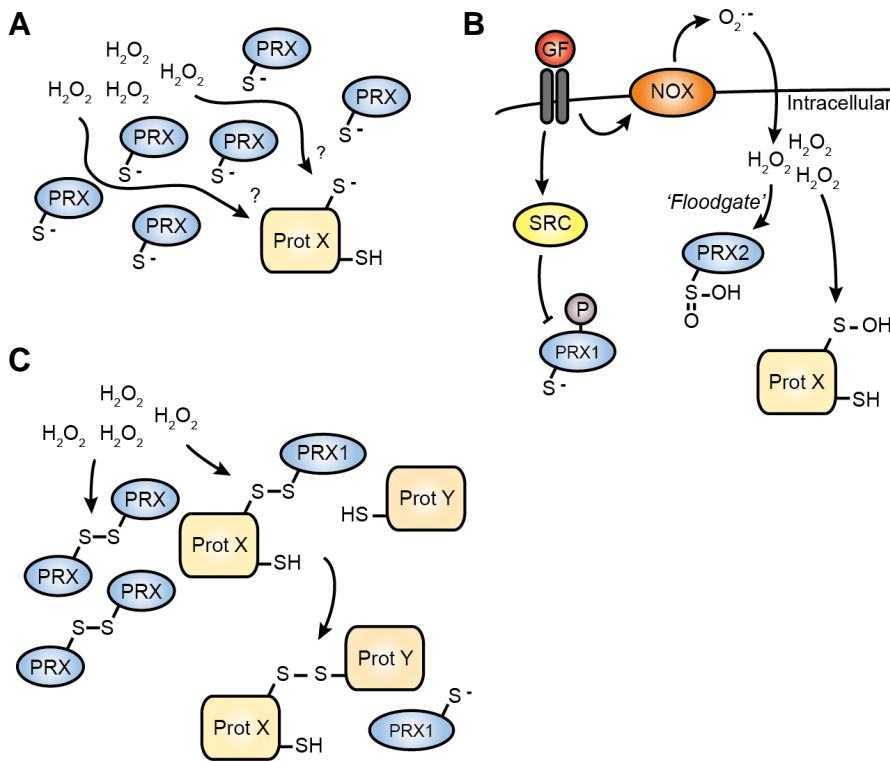 A
H₂O₂
H₂O₂
H₂O₂ H₂O₂
PRX
S -
PRX
S -
PRX
S -
PRX
S -
PRX
S -
PRX
S -
?
?
S -
Prot X
SH
B
GF
NOX
O₂·-
Intracellular
H₂O₂
H₂O₂
H₂O₂
'Floodgate'
SRC
PRX2
S-OH
O
P
PRX1
S -
S-OH
Prot X
SH
C
H₂O₂
H₂O₂
H₂O₂ H₂O₂
PRX
S-S
PRX
PRX
S-S
PRX
PRX1
S-S
Prot X
SH
Prot Y
HS
Prot Y
S-S
Prot X
SH
S -
PRX1